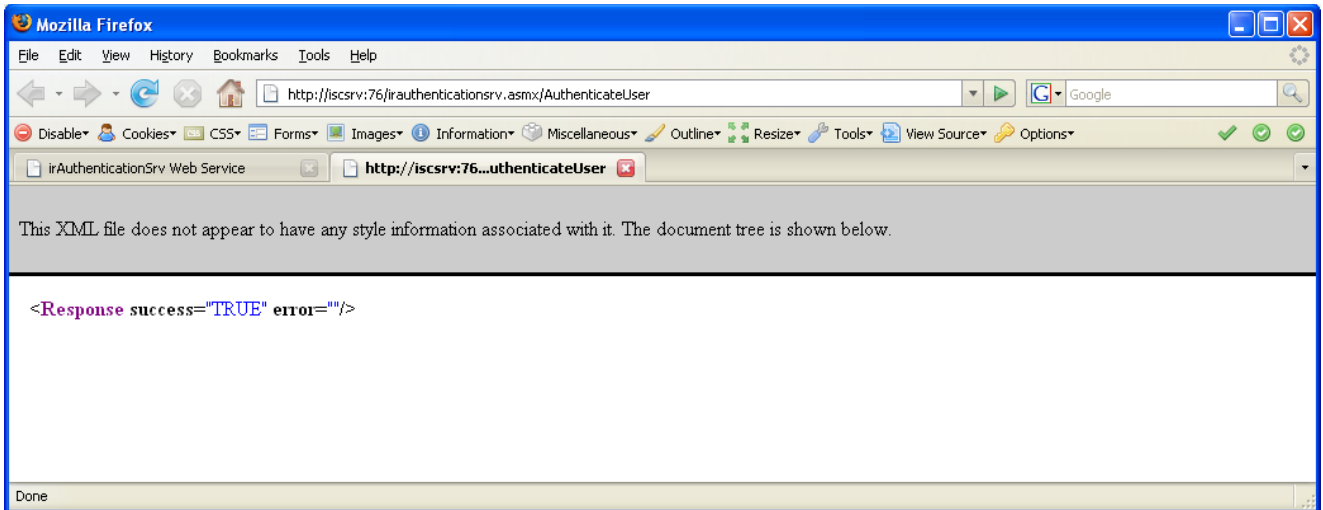 Mozilla Firefox
File Edit View History Bookmarks Tools Help
http://iscsrv:76/irauthenticationsrv.asmx/AuthenticateUser G Google
Disable Cookies CSS Forms Images Information Miscellaneous Outline Resize Tools View Source Options
irAuthenticationSrv Web Service http://iscsrv:76...uthenticateUser
This XML file does not appear to have any style information associated with it. The document tree is shown below.
<Response success="TRUE" error=""/>
Done